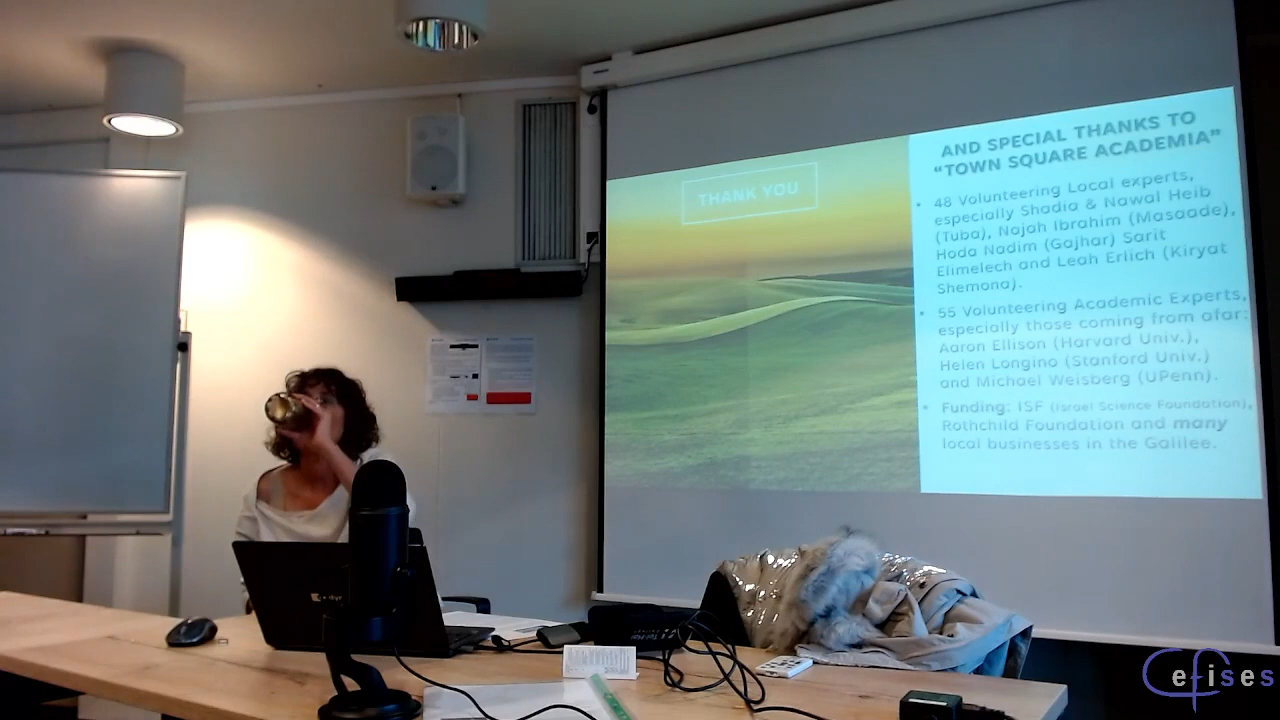 AND SPECIAL THANKS TO
"TOWN SQUARE ACADEMIA"
THANK YOU
• 48 Volunteering Local experts,
especially Shadia & Nawal Heib
(Tuba), Najah Ibrahim (Masaade),
Hoda Nadim (Gajhar) Sarit
Elimelech and Leah Erlich (Kiryat
Shemona).
• 55 Volunteering Academic Experts,
especially those coming from afar:
Aaron Ellison (Harvard Univ.),
Helen Longino (Stanford Univ.)
and Michael Weisberg (UPenn).
• Funding: ISF (Israel Science Foundation),
Rothchild Foundation and many
local businesses in the Galilee.
Cefises